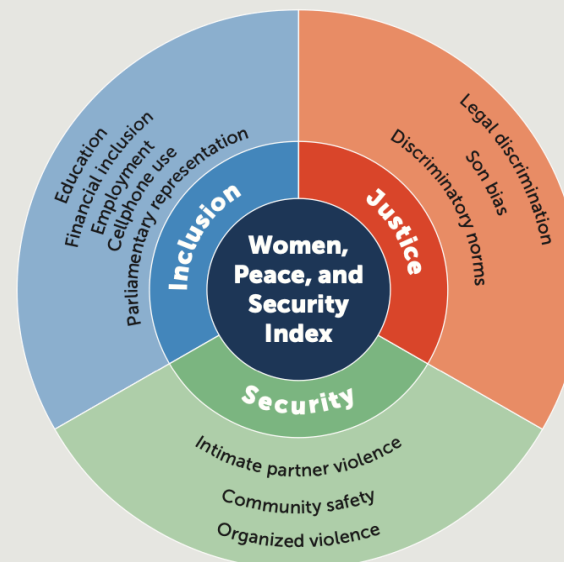 Women,
Peace, and
Security
Index
Inclusion
Education
Financial inclusion
Employment
Cellphone use
Parliamentary representation
Justice
Legal discrimination
Son bias
Discriminatory norms
Security
Intimate partner violence
Community safety
Organized violence